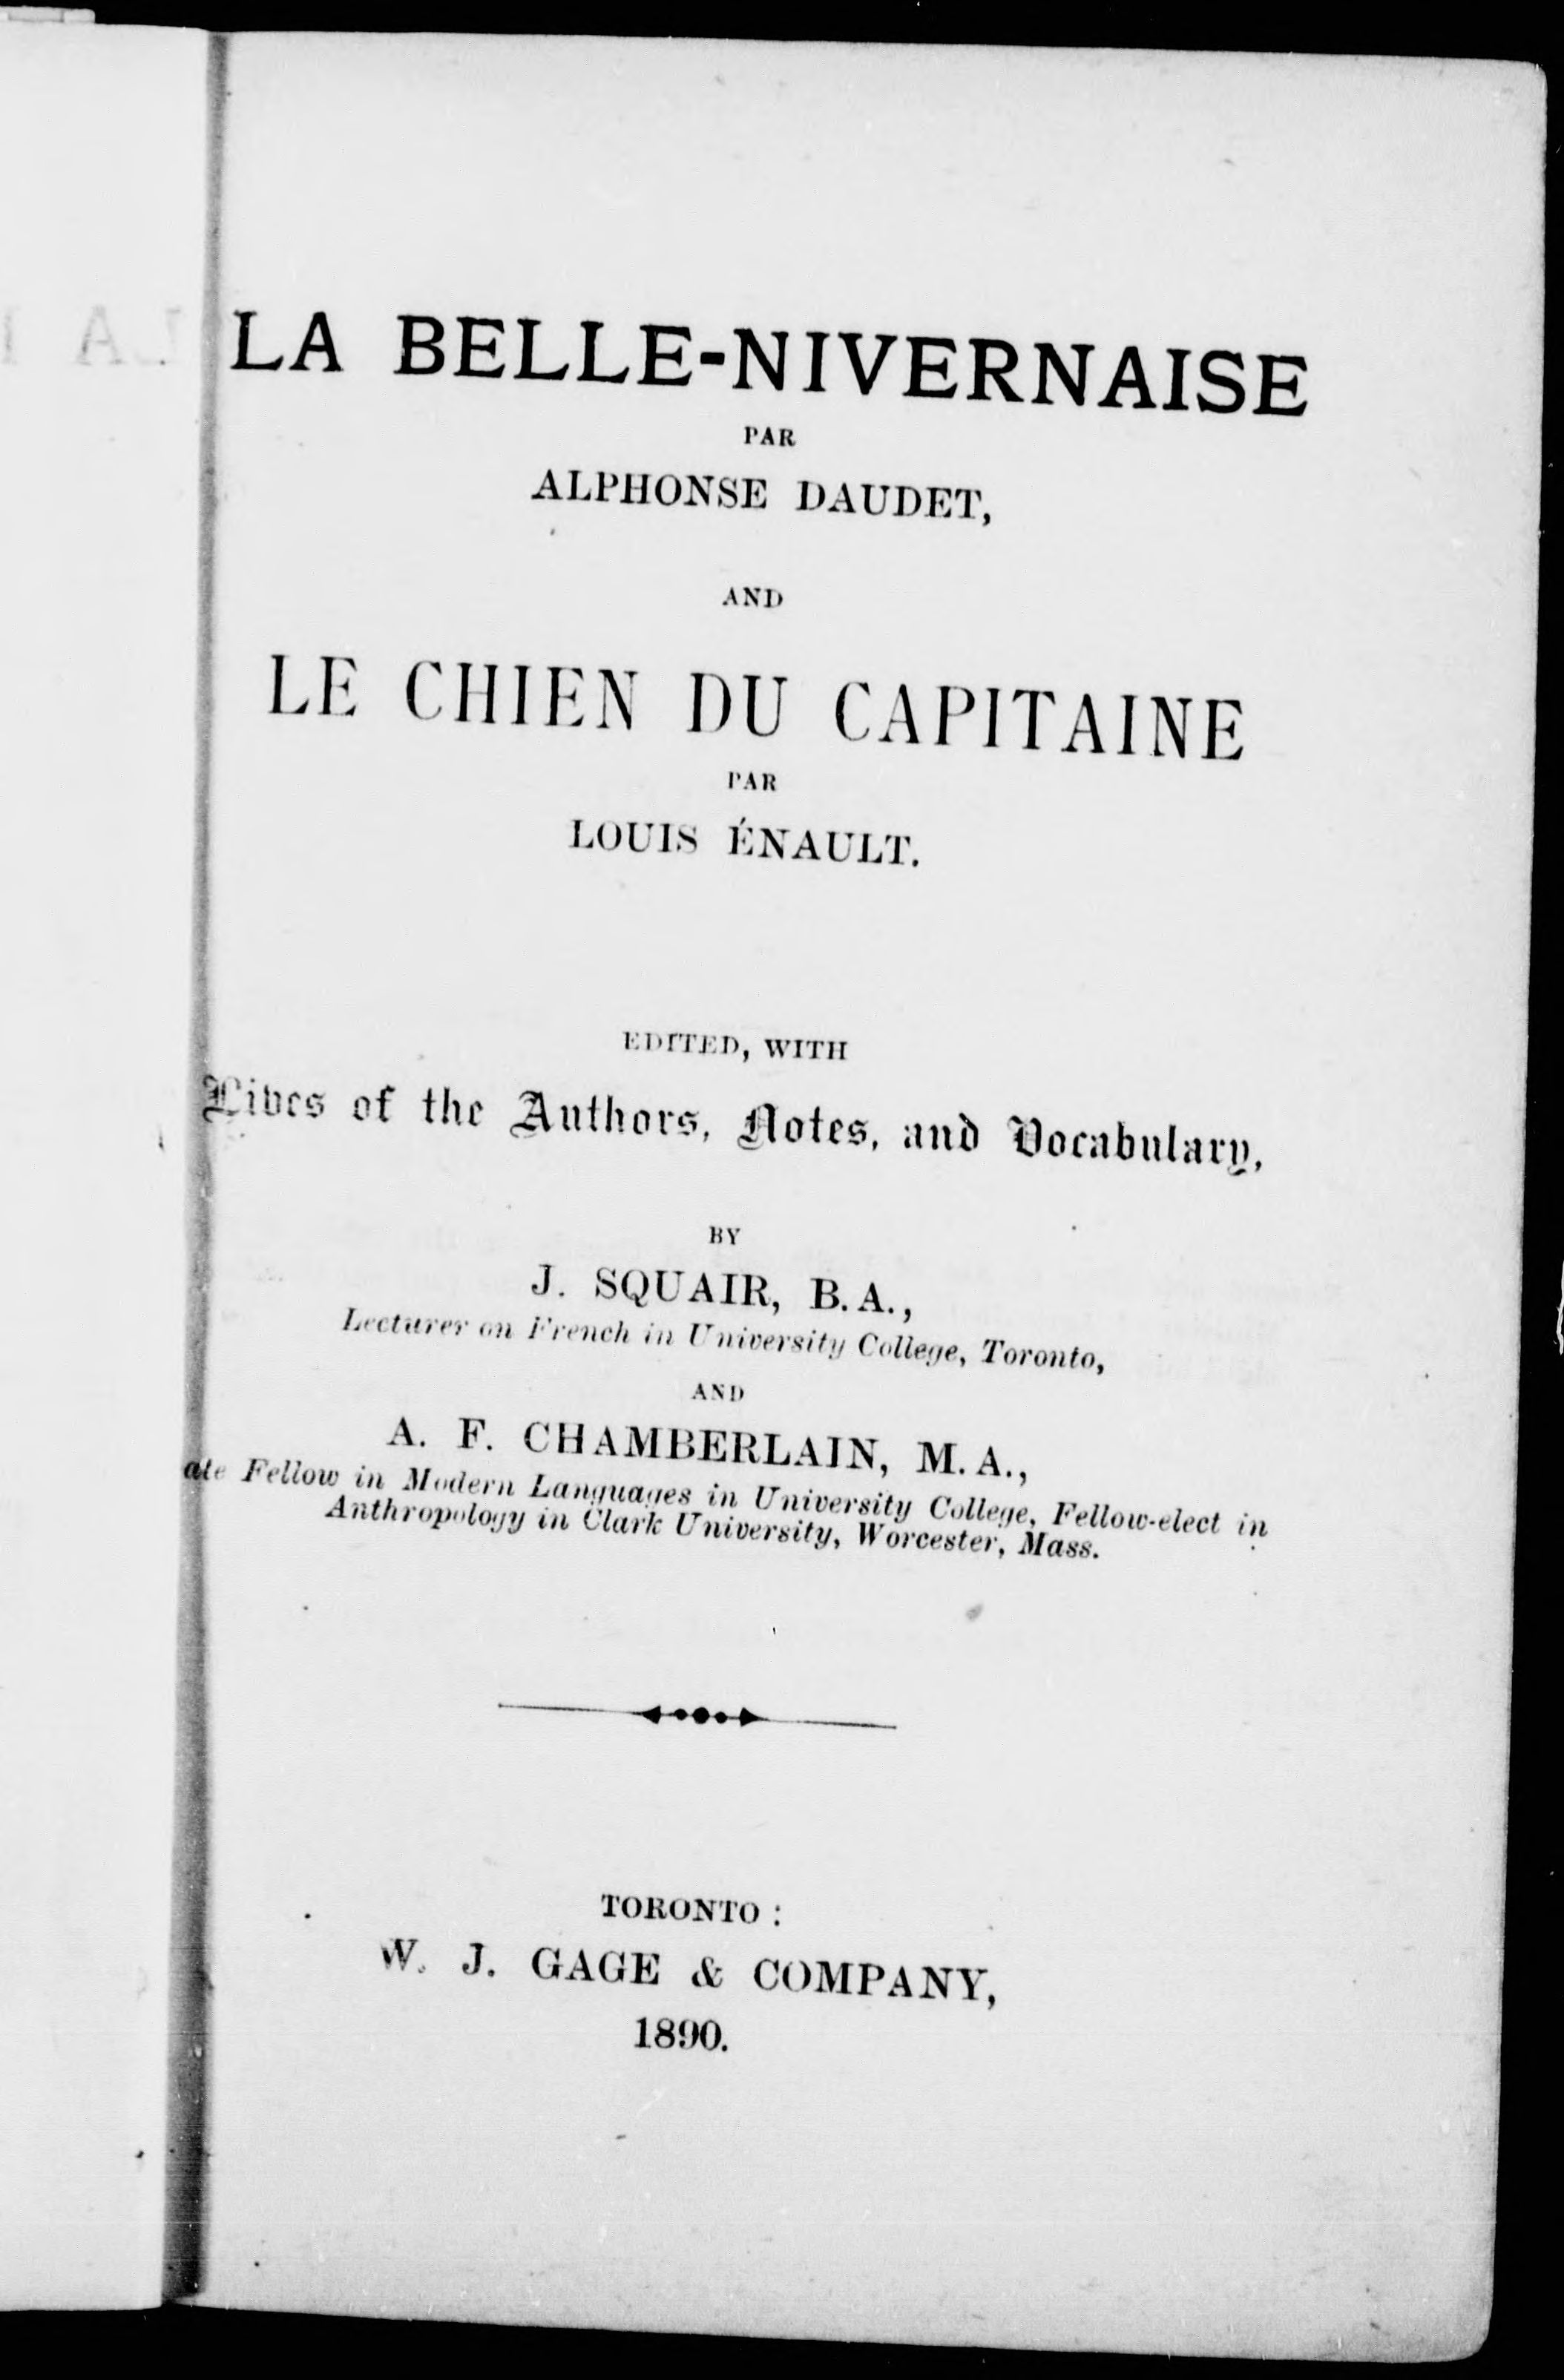 LA BELLE-NIVERNAISE
PAR
ALPHONSE DAUDET,
AND
LE CHIEN DU CAPITAINE
PAR
LOUIS ÉNAULT.
EDITED, WITH
Lives of the Authors, Notes, and Vocabulary,
BY
J. SQUAIR, B.A.,
Lecturer on French in University College, Toronto,
AND
A. F. CHAMBERLAIN, M.A.,
ate Fellow in Modern Languages in University College, Fellow-elect in
Anthropology in Clark University, Worcester, Mass.
TORONTO:
W. J. GAGE & COMPANY,
1890.